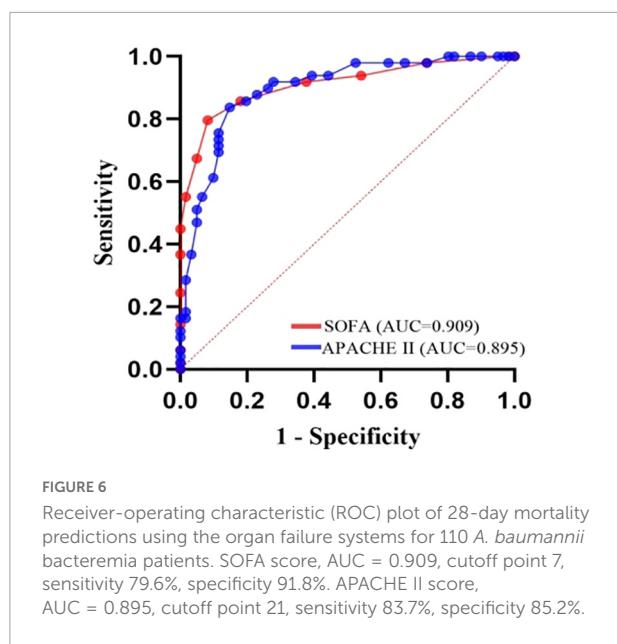 1.0
0.8
0.6
0.4
0.2
0.0
Sensitivity
SOFA (AUC=0.909)
APACHE II (AUC=0.895)
0.0 0.2 0.4 0.6 0.8 1.0
1 - Specificity
FIGURE 6
Receiver-operating characteristic (ROC) plot of 28-day mortality
predictions using the organ failure systems for 110 A. baumannii
bacteremia patients. SOFA score, AUC = 0.909, cutoff point 7,
sensitivity 79.6%, specificity 91.8%. APACHE II score,
AUC = 0.895, cutoff point 21, sensitivity 83.7%, specificity 85.2%.